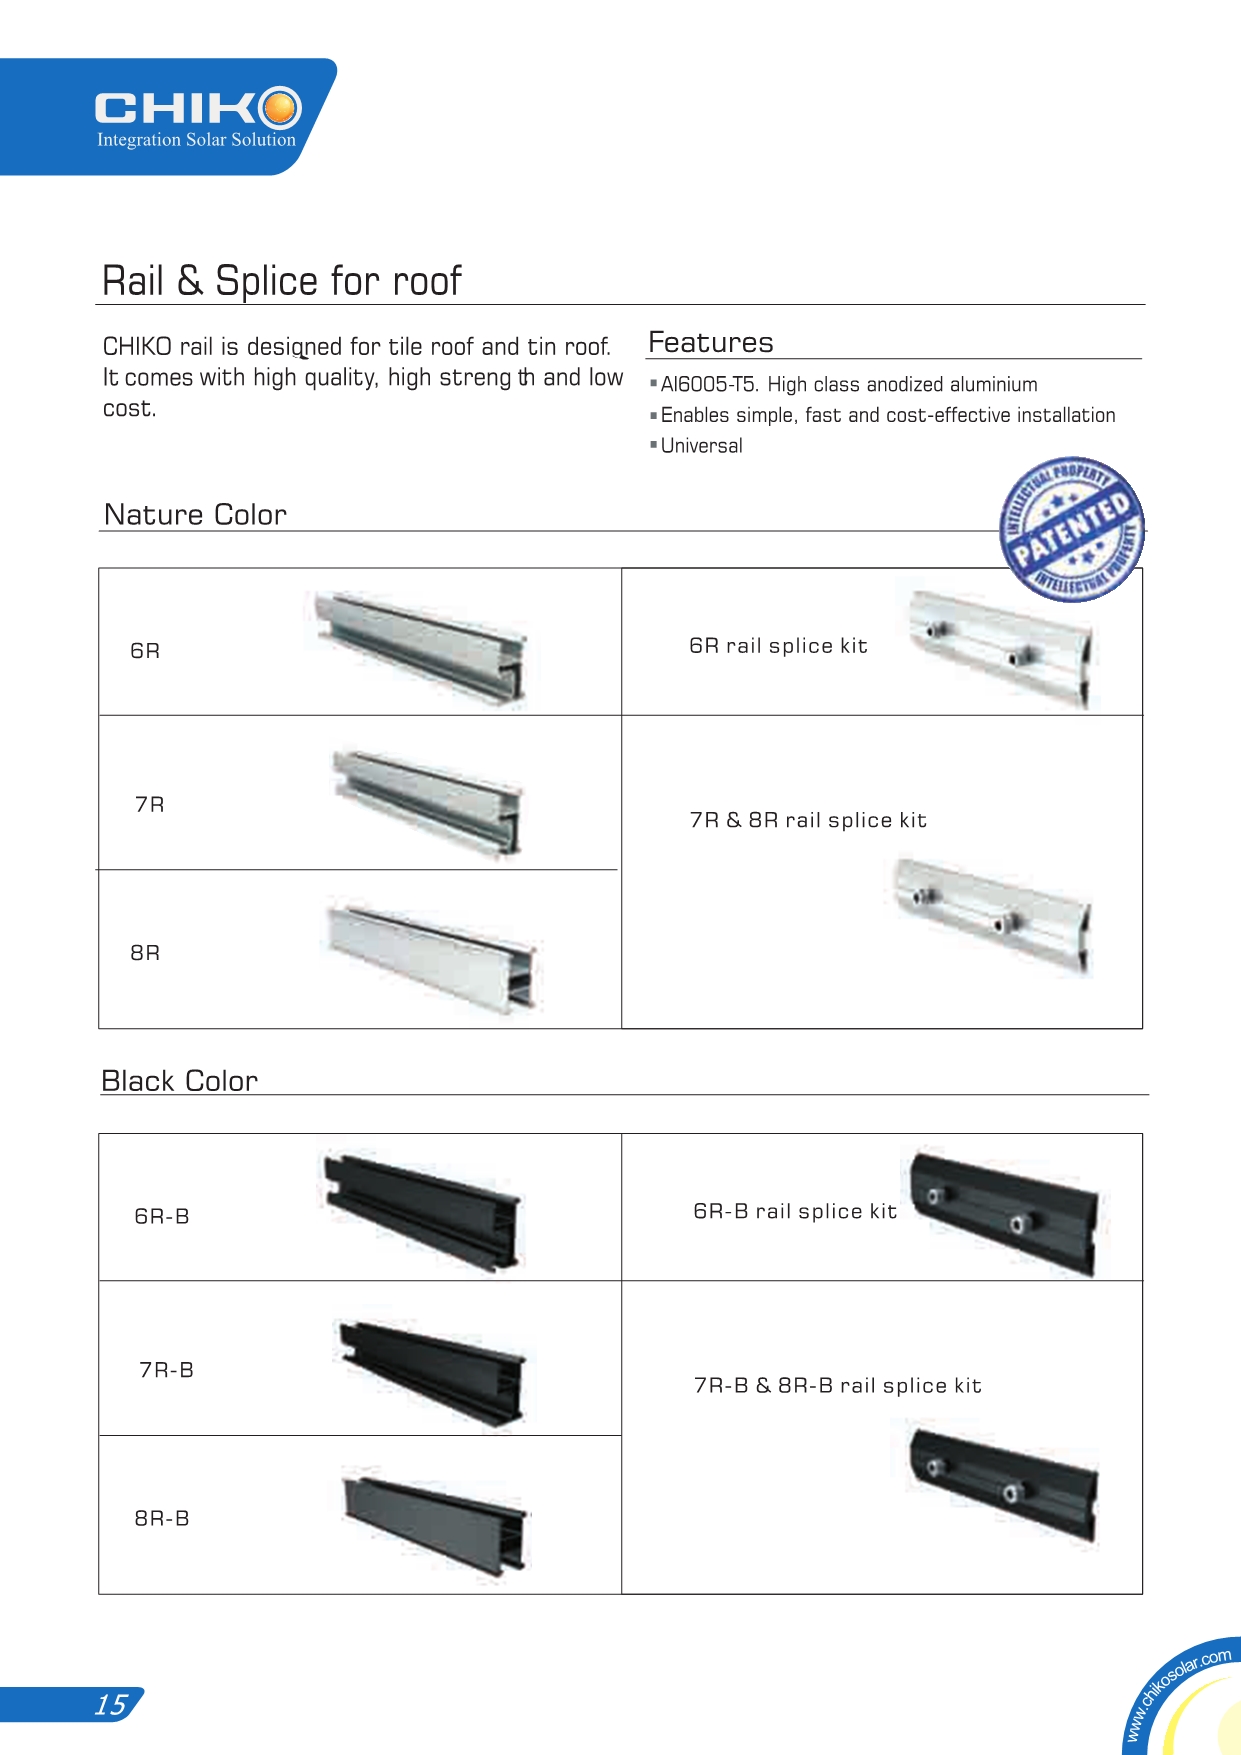 CHIKO
Integration Solar Solution
Rail & Splice for roof
CHIKO rail is designed for tile roof and tin roof.
It comes with high quality, high streng th and low
cost.
Features
▪Al6005-T5. High class anodized aluminium
▪Enables simple, fast and cost-effective installation
▪Universal
INTELLECTUAL PROPERTY
PATENTED
INTELLECTUAL PROPERTY
Nature Color
6R
6R rail splice kit
7R
7R & 8R rail splice kit
8R
Black Color
6R-B
6R-B rail splice kit
7R-B
7R-B & 8R-B rail splice kit
8R-B
15
www.chikosolar.com